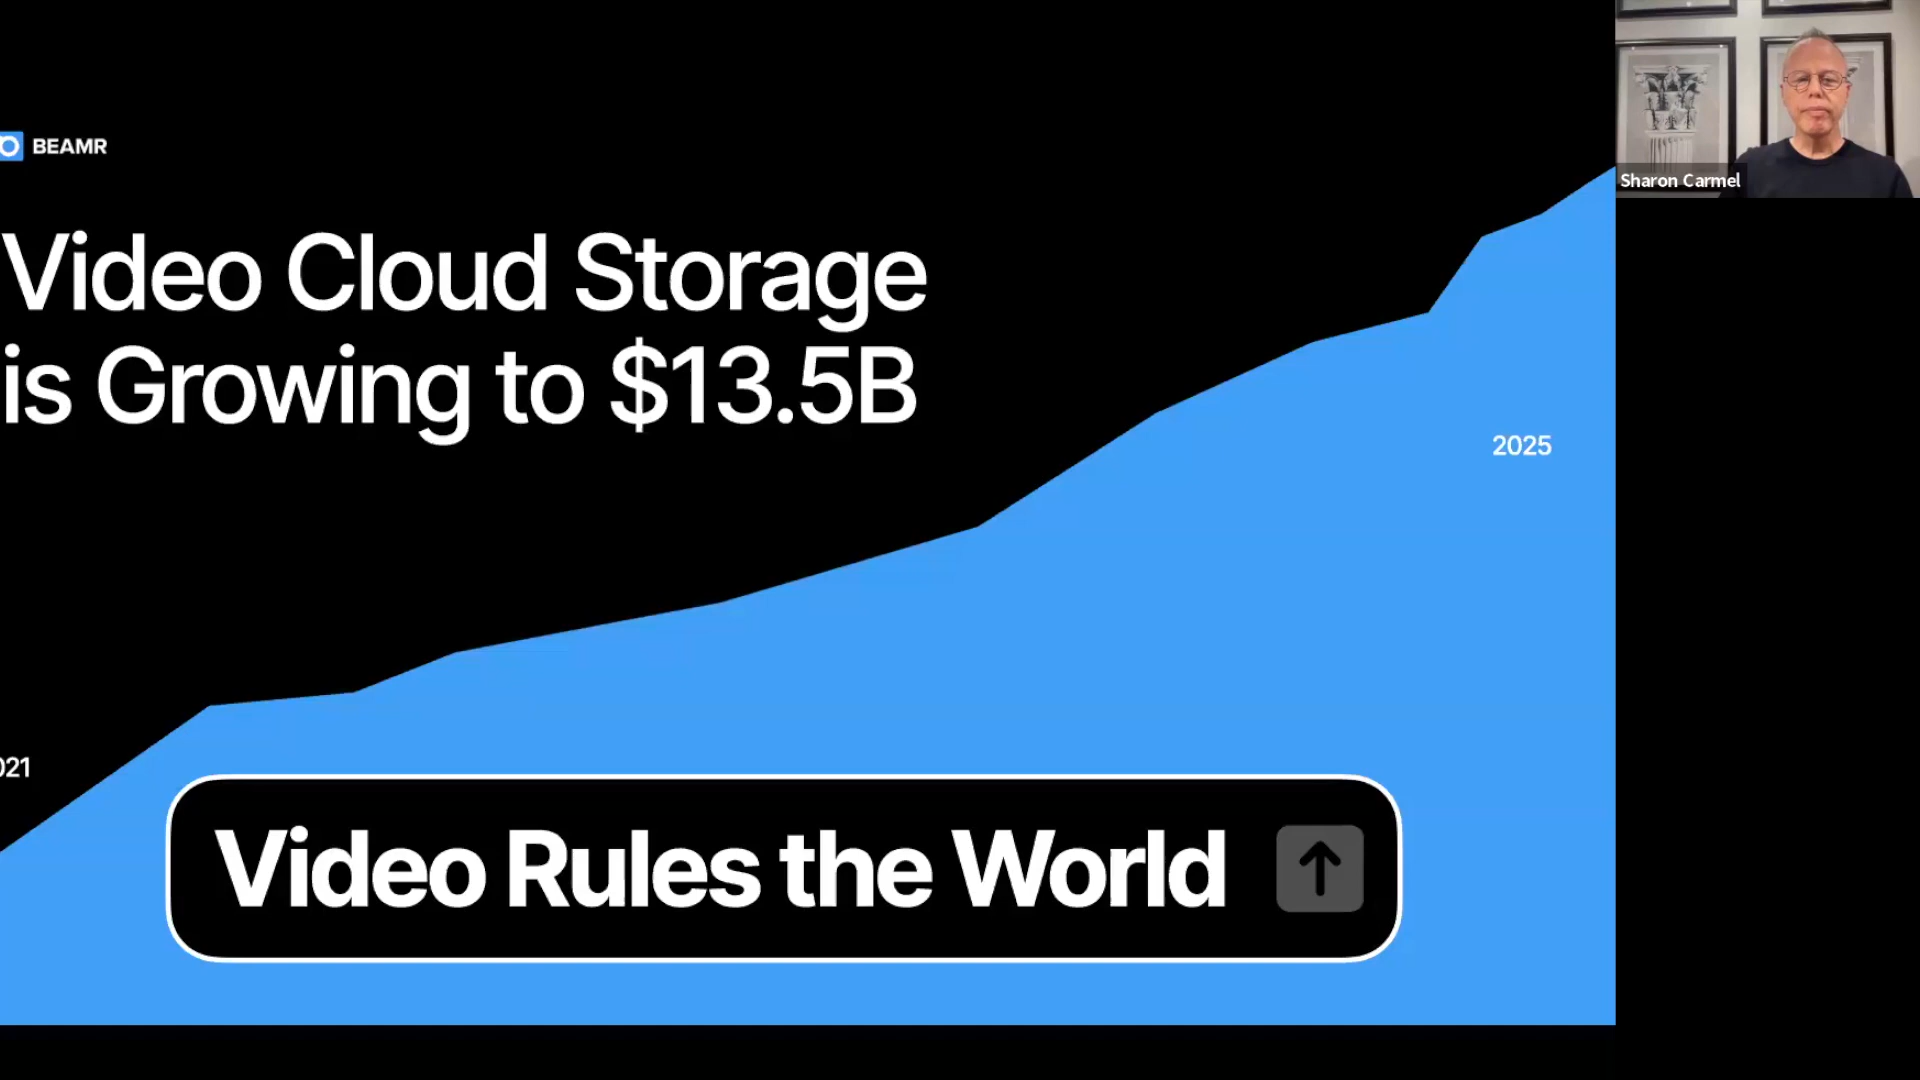 BEAMR
Video Cloud Storage
is Growing to $13.5B
Sharon Carmel
2025
021
Video Rules the World